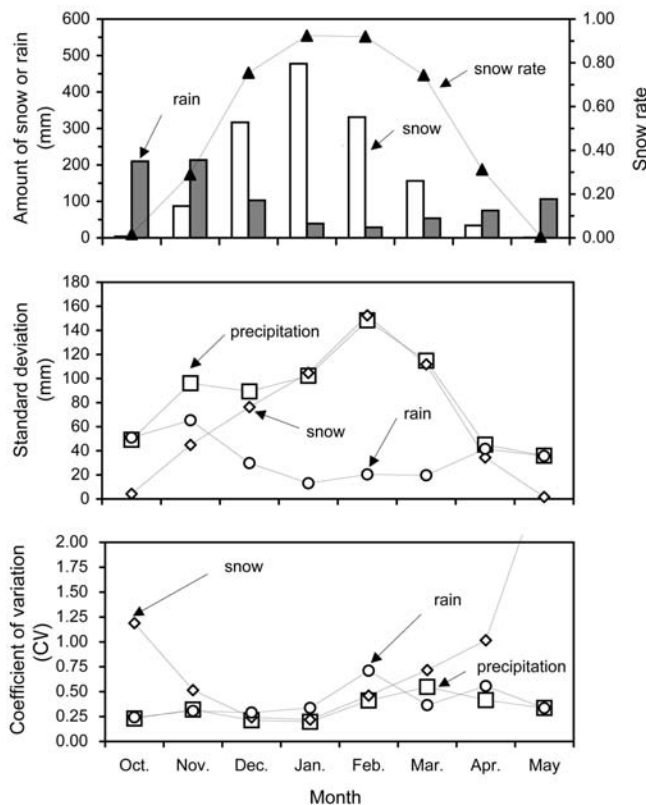 Amount of snow or rain
(mm)
600
500
400
300
200
100
0
rain
snow rate
snow
1.00
0.80
0.60
0.40
0.20
0.00
Snow rate
Standard deviation
(mm)
180
160
140
120
100
80
60
40
20
0
precipitation
snow
rain
Coefficient of variation
(CV)
2.00
1.75
1.50
1.25
1.00
0.75
0.50
0.25
0.00
snow
rain
precipitation
Oct. Nov. Dec. Jan. Feb. Mar. Apr. May
Month